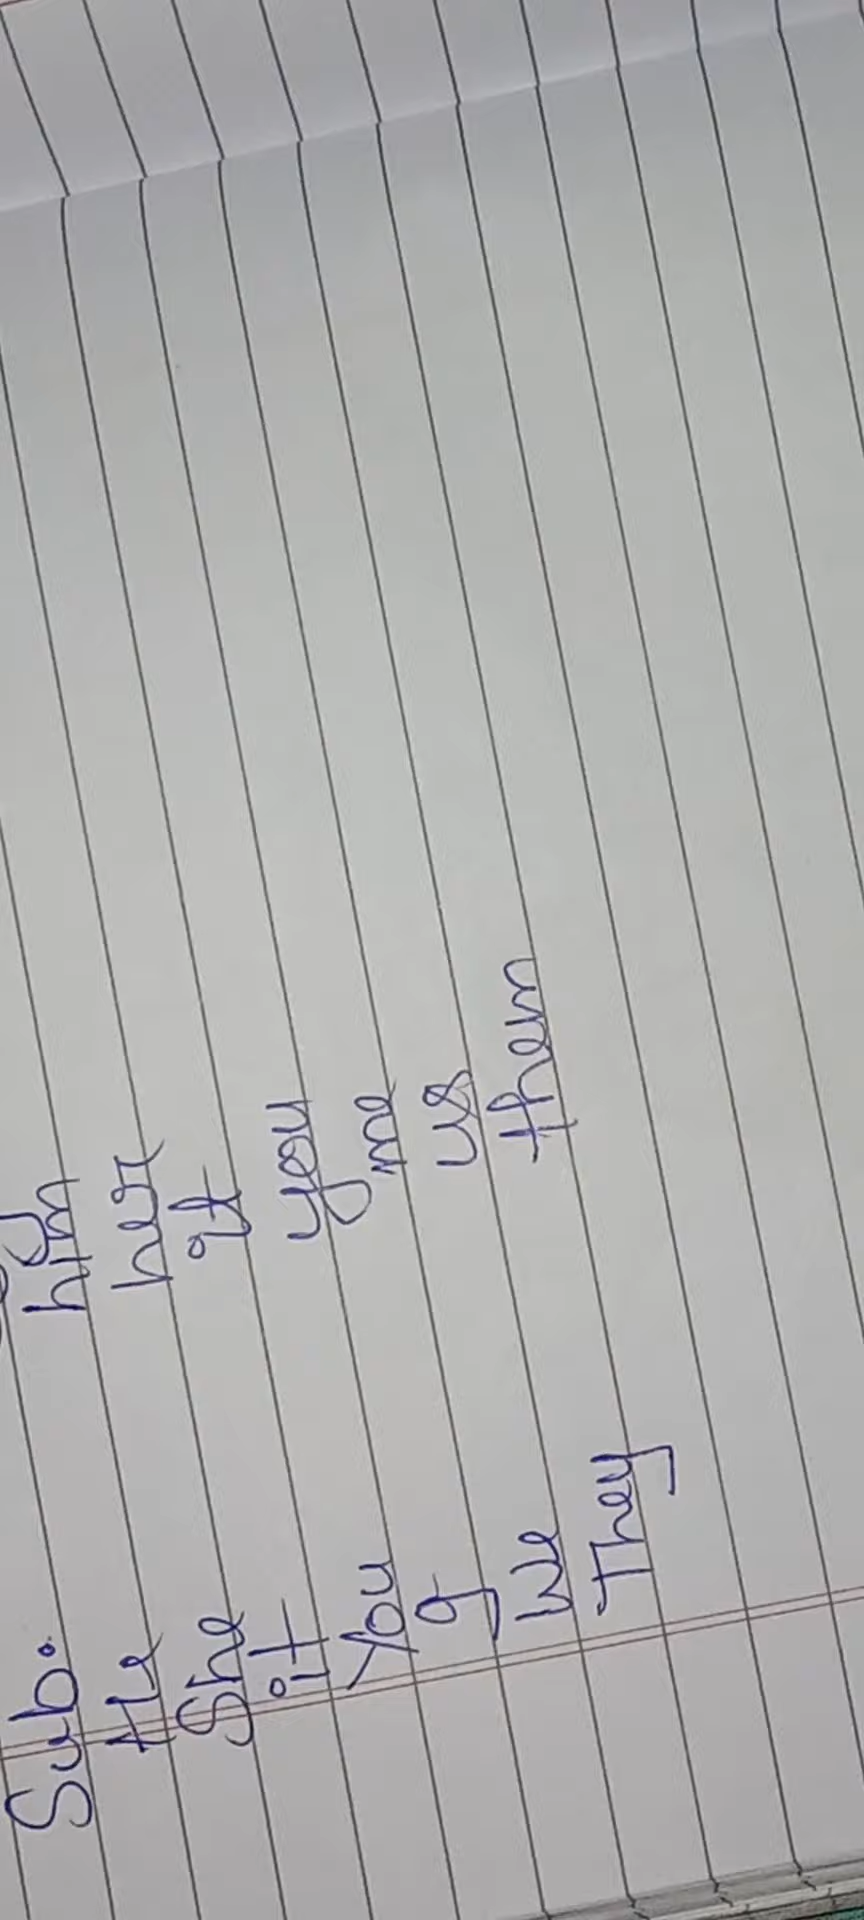 Sub.
He him
She her
it it
You you
I me
We us
They them